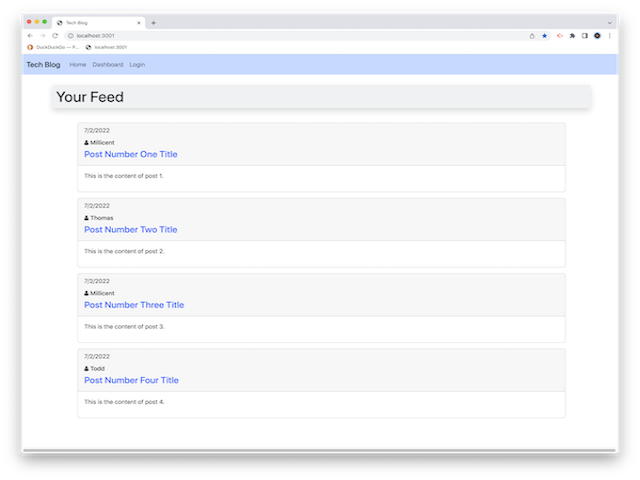 Tech Blog
localhost:3001
DuckDuckGo — P...
localhost:3001
Tech Blog Home Dashboard Login
Your Feed
7/2/2022
Millicent
Post Number One Title
This is the content of post 1.
7/2/2022
Thomas
Post Number Two Title
This is the content of post 2.
7/2/2022
Millicent
Post Number Three Title
This is the content of post 3.
7/2/2022
Todd
Post Number Four Title
This is the content of post 4.